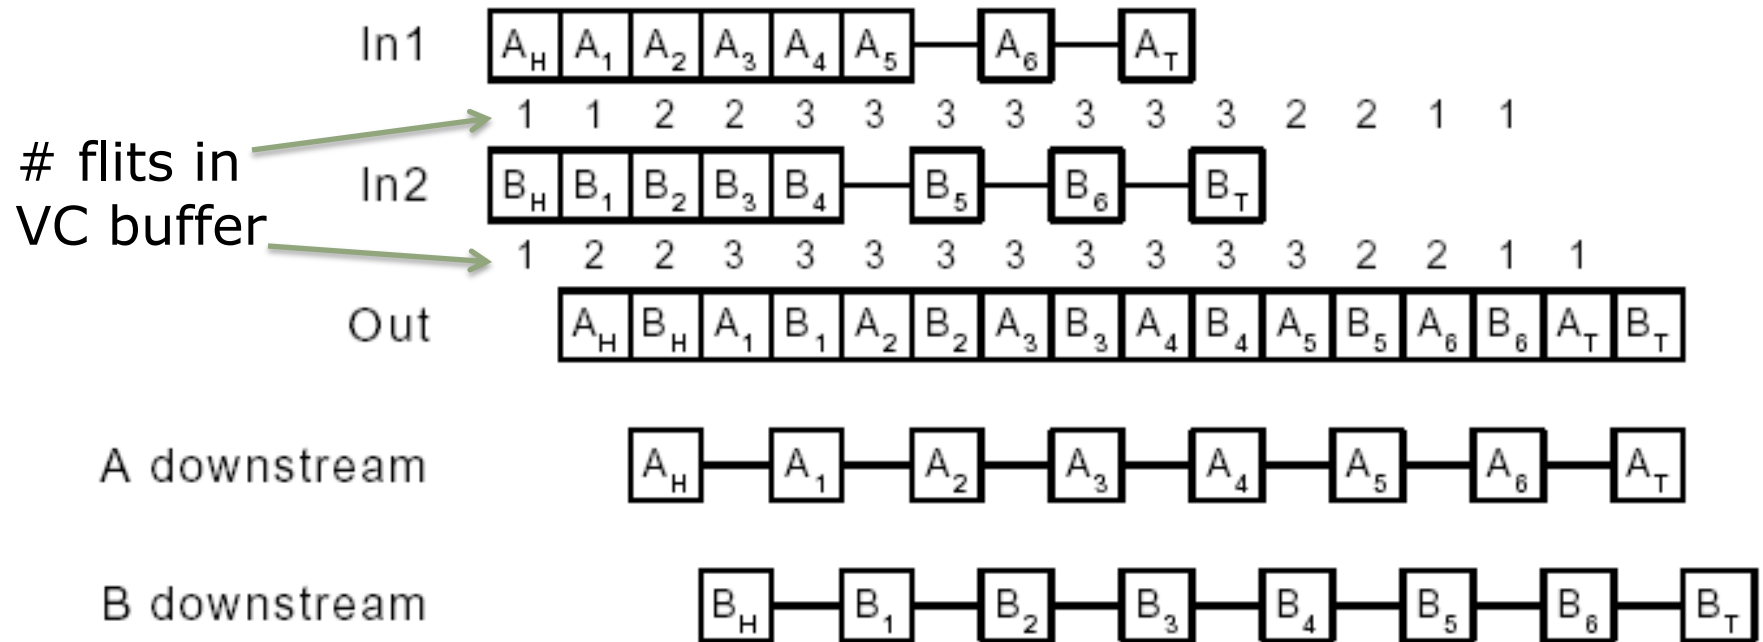 In1 A_H A_1 A_2 A_3 A_4 A_5 A_6 A_T
1 1 2 2 3 3 3 3 3 3 3 2 2 1 1
# flits in
VC buffer
In2 B_H B_1 B_2 B_3 B_4 B_5 B_6 B_T
1 2 2 3 3 3 3 3 3 3 3 3 2 2 1 1
Out A_H B_H A_1 B_1 A_2 B_2 A_3 B_3 A_4 B_4 A_5 B_5 A_6 B_6 A_T B_T
A downstream A_H A_1 A_2 A_3 A_4 A_5 A_6 A_T
B downstream B_H B_1 B_2 B_3 B_4 B_5 B_6 B_T